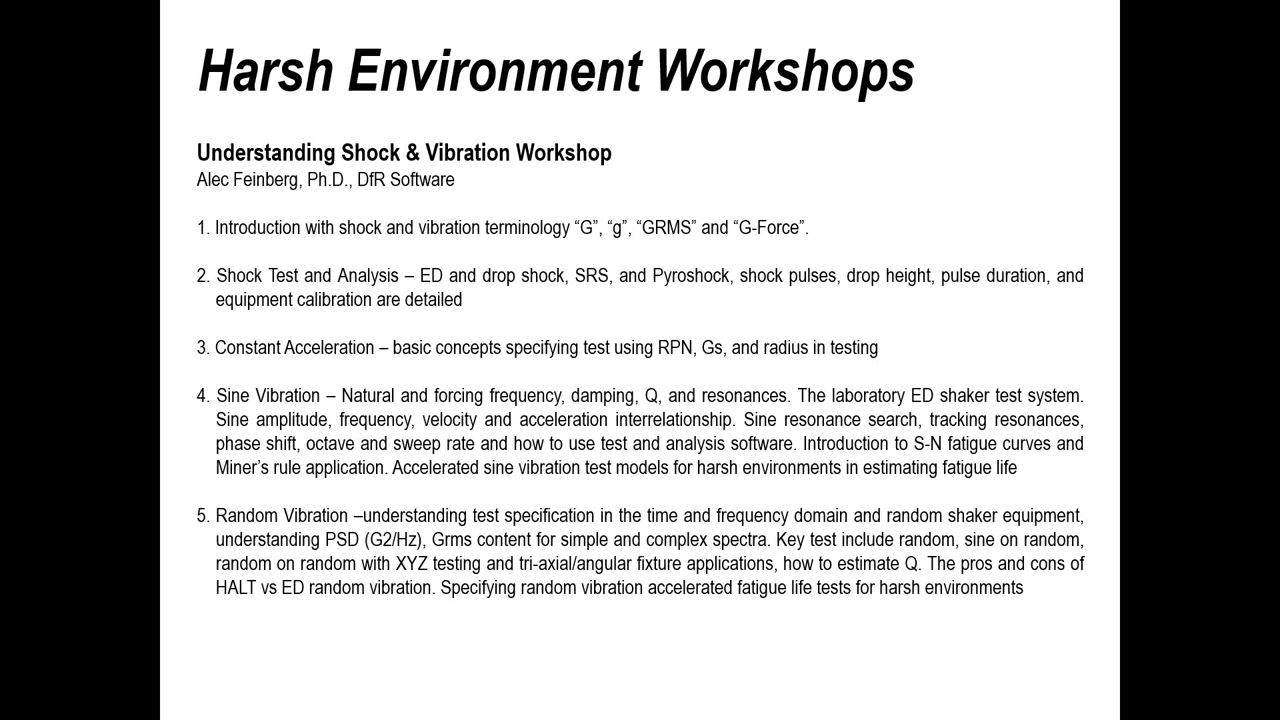 Harsh Environment Workshops
Understanding Shock & Vibration Workshop
Alec Feinberg, Ph.D., DfR Software
1. Introduction with shock and vibration terminology “G”, “g”, “GRMS” and “G-Force”.
2. Shock Test and Analysis – ED and drop shock, SRS, and Pyroshock, shock pulses, drop height, pulse duration, and
equipment calibration are detailed
3. Constant Acceleration – basic concepts specifying test using RPN, Gs, and radius in testing
4. Sine Vibration – Natural and forcing frequency, damping, Q, and resonances. The laboratory ED shaker test system.
Sine amplitude, frequency, velocity and acceleration interrelationship. Sine resonance search, tracking resonances,
phase shift, octave and sweep rate and how to use test and analysis software. Introduction to S-N fatigue curves and
Miner’s rule application. Accelerated sine vibration test models for harsh environments in estimating fatigue life
5. Random Vibration –understanding test specification in the time and frequency domain and random shaker equipment,
understanding PSD (G2/Hz), Grms content for simple and complex spectra. Key test include random, sine on random,
random on random with XYZ testing and tri-axial/angular fixture applications, how to estimate Q. The pros and cons of
HALT vs ED random vibration. Specifying random vibration accelerated fatigue life tests for harsh environments